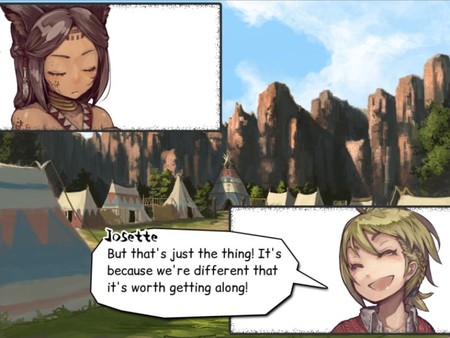 Josette
But that's just the thing! It's
because we're different that
it's worth getting along!